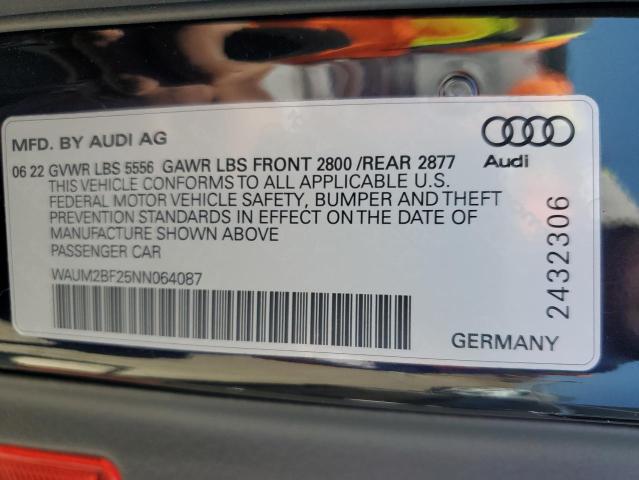 MFD. BY AUDI AG
06 22 GVWR LBS 5556 GAWR LBS FRONT 2800 /REAR 2877
THIS VEHICLE CONFORMS TO ALL APPLICABLE U.S.
FEDERAL MOTOR VEHICLE SAFETY, BUMPER AND THEFT
PREVENTION STANDARDS IN EFFECT ON THE DATE OF
MANUFACTURE SHOWN ABOVE
PASSENGER CAR
WAUM2BF25NN064087
Audi
2432306
GERMANY